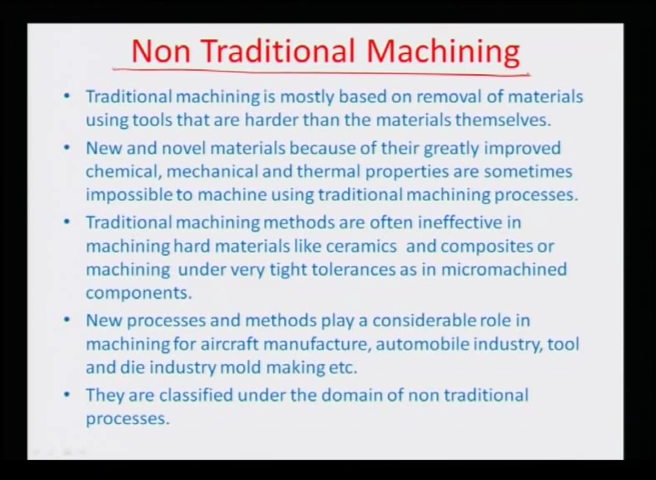 Non Traditional Machining
• Traditional machining is mostly based on removal of materials
using tools that are harder than the materials themselves.
• New and novel materials because of their greatly improved
chemical, mechanical and thermal properties are sometimes
impossible to machine using traditional machining processes.
• Traditional machining methods are often ineffective in
machining hard materials like ceramics and composites or
machining under very tight tolerances as in micromachined
components.
• New processes and methods play a considerable role in
machining for aircraft manufacture, automobile industry, tool
and die industry mold making etc.
• They are classified under the domain of non traditional
processes.